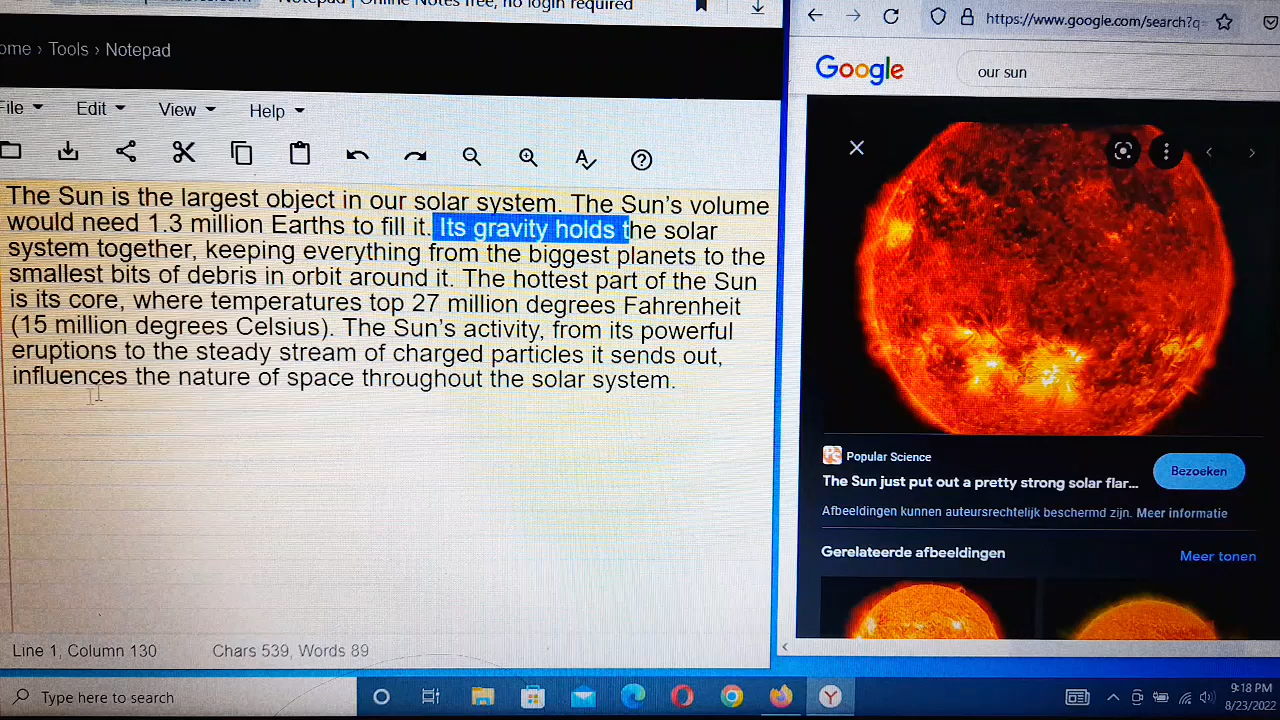 Notepad | Online Notes free, no login required
ome › Tools › Notepad
File
Edit
View
Help
The Sun is the largest object in our solar system. The Sun's volume
would need 1.3 million Earths to fill it. Its gravity holds the solar
system together, keeping everything from the biggest planets to the
smallest bits of debris in orbit around it. The hottest part of the Sun
is its core, where temperatures top 27 million degrees Fahrenheit
(15 million degrees Celsius). The Sun's activity, from its powerful
eruptions to the steady stream of charged particles it sends out,
influences the nature of space throughout the solar system.
Line 1, Column 130
Chars 539, Words 89
https://www.google.com/search?q=
Google
our sun
Popular Science
The Sun just put out a pretty strong solar flar...
Bezoeken
Afbeeldingen kunnen auteursrechtelijk beschermd zijn. Meer informatie
Gerelateerde afbeeldingen
Meer tonen
Type here to search
9:18 PM
8/23/2022